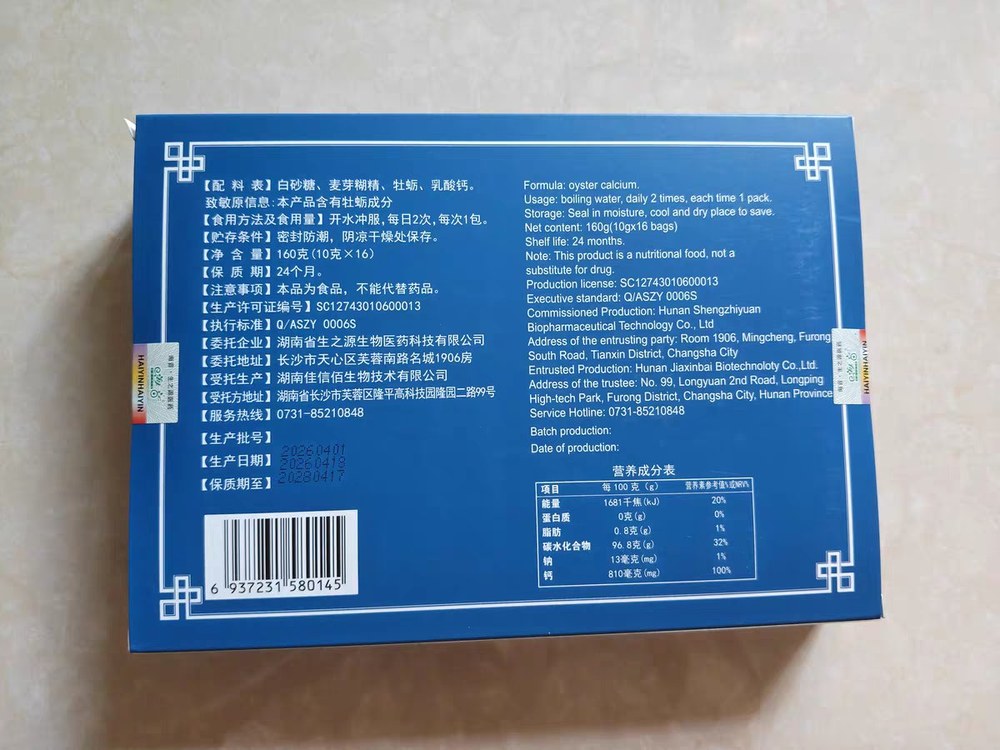 【配 料 表】白砂糖、麦芽糊精、牡蛎、乳酸钙。
致敏原信息:本产品含有牡蛎成分
【食用方法及食用量】开水冲服,每日2次,每次1包。
【贮存条件】密封防潮，阴凉干燥处保存。
【净 含 量】160克(10克×16)
【保 质 期】24个月。
【注意事项】本品为食品，不能代替药品。
【生产许可证编号】SC12743010600013
【执行标准】Q/ASZY 0006S
【委托企业】湖南省生之源生物医药科技有限公司
【委托地址】长沙市天心区芙蓉南路名城1906房
【受托生产】湖南佳信佰生物技术有限公司
【受托方地址】湖南省长沙市芙蓉区隆平高科技园隆园二路99号
【服务热线】0731-85210848
【生产批号】20260401
【生产日期】20260418
【保质期至】20280417
6 937231 580145
Formula: oyster calcium.
Usage: boiling water, daily 2 times, each time 1 pack.
Storage: Seal in moisture, cool and dry place to save.
Net content: 160g(10gx16 bags)
Shelf life: 24 months.
Note: This product is a nutritional food, not a
substitute for drug.
Production license: SC12743010600013
Executive standard: Q/ASZY 0006S
Commissioned Production: Hunan Shengzhiyuan
Biopharmaceutical Technology Co., Ltd
Address of the entrusting party: Room 1906, Mingcheng, Furong
South Road, Tianxin District, Changsha City
Entrusted Production: Hunan Jiaxinbai Biotechnoloty Co.,Ltd.
Address of the trustee: No. 99, Longyuan 2nd Road, Longping
High-tech Park, Furong District, Changsha City, Hunan Province
Service Hotline: 0731-85210848
Batch production:
Date of production:
营养成分表
项目 每100克(g) 营养素参考值%或NRV%
能量 1681千焦(kJ) 20%
蛋白质 0克(g) 0%
脂肪 0.8克(g) 1%
碳水化合物 96.8克(g) 32%
钠 13毫克(mg) 1%
钙 810毫克(mg) 100%
HAIYINHAIYIN
HAIYINHAIYIN